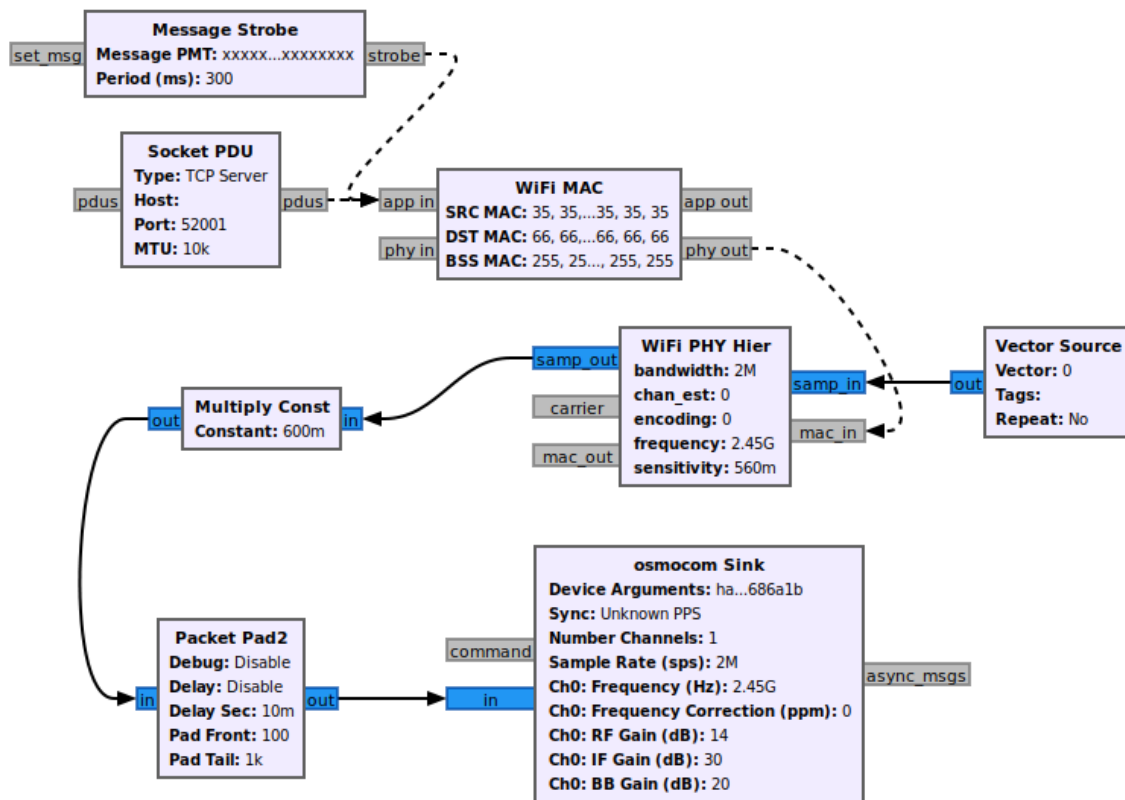 Message Strobe
set_msg
Message PMT: xxxxx...xxxxxxxx
strobe
Period (ms): 300
Socket PDU
Type: TCP Server
pdus
Host:
pdus
Port: 52001
MTU: 10k
WiFi MAC
app in
SRC MAC: 35, 35,...35, 35, 35
app out
DST MAC: 66, 66,...66, 66, 66
phy in
BSS MAC: 255, 25..., 255, 255
phy out
WiFi PHY Hier
samp_out
bandwidth: 2M
samp_in
chan_est: 0
carrier
encoding: 0
mac_in
frequency: 2.45G
mac_out
sensitivity: 560m
Vector Source
Vector: 0
out
Tags:
Repeat: No
Multiply Const
out
Constant: 600m
in
osmocom Sink
Device Arguments: ha...686a1b
Sync: Unknown PPS
Number Channels: 1
command
Sample Rate (sps): 2M
async_msgs
Ch0: Frequency (Hz): 2.45G
in
Ch0: Frequency Correction (ppm): 0
Ch0: RF Gain (dB): 14
Ch0: IF Gain (dB): 30
Ch0: BB Gain (dB): 20
Packet Pad2
Debug: Disable
Delay: Disable
in
Delay Sec: 10m
out
Pad Front: 100
Pad Tail: 1k